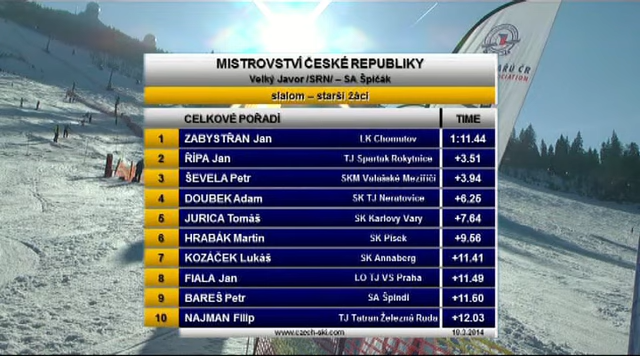 MISTROVSTVÍ ČESKÉ REPUBLIKY
Velký Javor /SRN/ – SA Špičák
slalom – starší žáci
CELKOVÉ POŘADÍ TIME
1 ZABYSTŘAN Jan LK Chomutov 1:11.44
2 ŘÍPA Jan TJ Spartak Rokytnice +3.51
3 ŠEVELA Petr SKM Valašské Meziříčí +3.94
4 DOUBEK Adam SK TJ Neratovice +6.25
5 JURICA Tomáš SK Karlovy Vary +7.64
6 HRABÁK Martin SK Písek +9.56
7 KOZÁČEK Lukáš SK Annaberg +11.41
8 FIALA Jan LO TJ VS Praha +11.49
9 BAREŠ Petr SA Špindl +11.60
10 NAJMAN Filip TJ Tatran Železná Ruda +12.03
www.czech-ski.com 10.3.2014